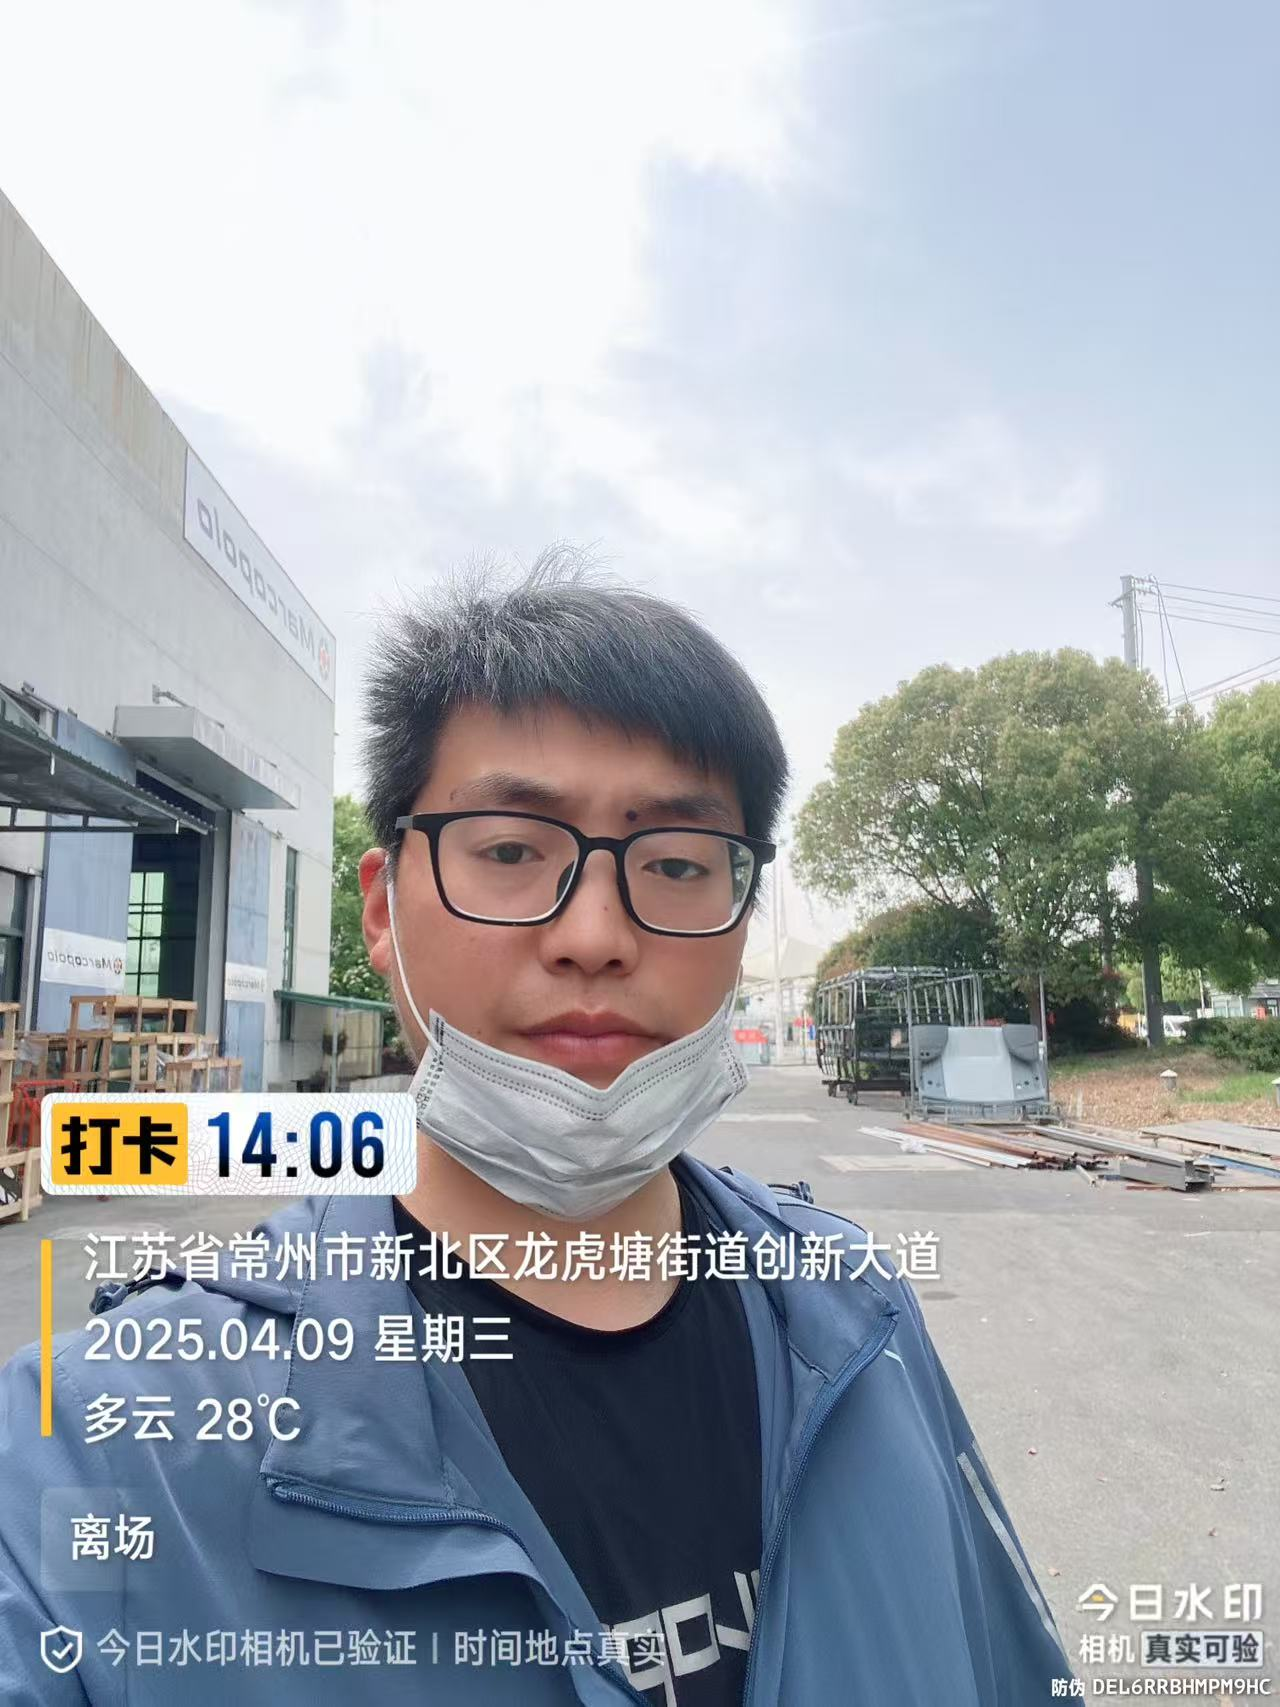 Marcopolo
Marcopolo
Marcopolo
打卡 14:06
江苏省常州市新北区龙虎塘街道创新大道
2025.04.09 星期三
多云 28℃
离场
今日水印相机已验证 | 时间地点真实
今日水印
相机 真实可验
防伪 DEL6RRBHMPM9HC